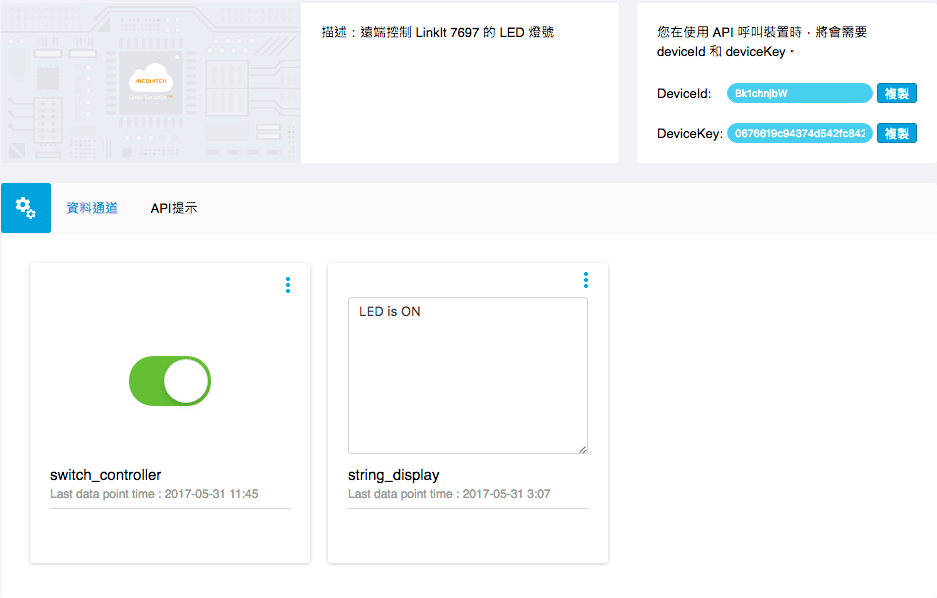 MEDIATEK
描述：遠端控制 LinkIt 7697 的 LED 燈號
您在使用 API 呼叫裝置時，將會需要
deviceId 和 deviceKey。
DeviceId: Bk1chnjbW 複製
DeviceKey: 0676619c94374d542fc842 複製
資料通道 API提示
LED is ON
switch_controller
Last data point time : 2017-05-31 11:45
string_display
Last data point time : 2017-05-31 3:07